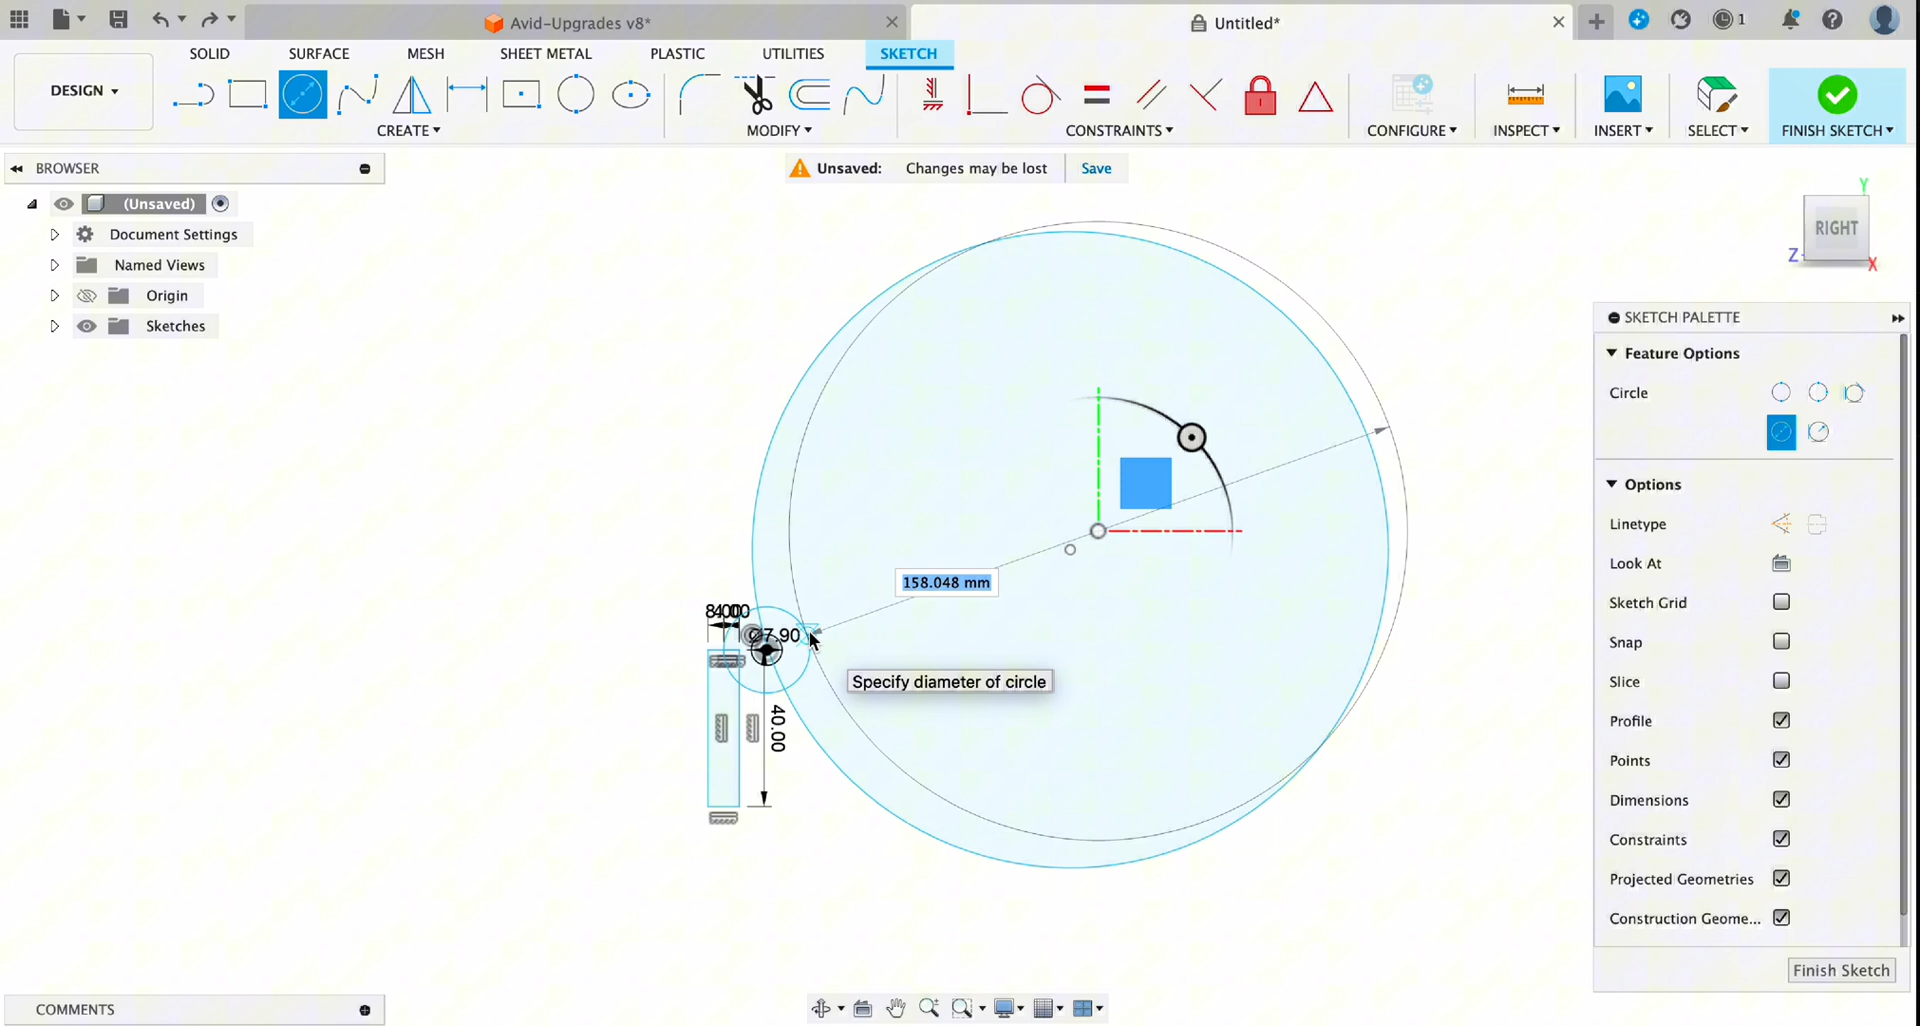 Avid-Upgrades v8*
Untitled*
1
DESIGN
SOLID
SURFACE
MESH
SHEET METAL
PLASTIC
UTILITIES
SKETCH
CREATE
MODIFY
CONSTRAINTS
CONFIGURE
INSPECT
INSERT
SELECT
FINISH SKETCH
BROWSER
Unsaved: Changes may be lost Save
(Unsaved)
Document Settings
Named Views
Origin
Sketches
Y
RIGHT
Z
X
SKETCH PALETTE
Feature Options
Circle
Options
Linetype
Look At
Sketch Grid
Snap
Slice
Profile
Points
Dimensions
Constraints
Projected Geometries
Construction Geome...
Finish Sketch
158.048 mm
Ø7.90
Specify diameter of circle
40.00
COMMENTS